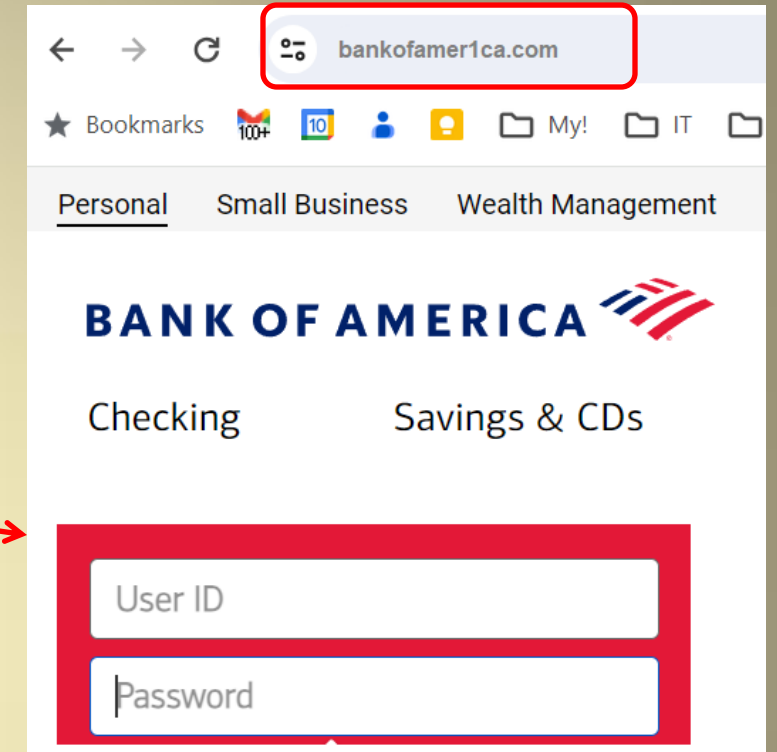 bankofamer1ca.com
Bookmarks 100+ 10 My! IT
Personal Small Business Wealth Management
BANK OF AMERICA
Checking Savings & CDs
User ID
Password